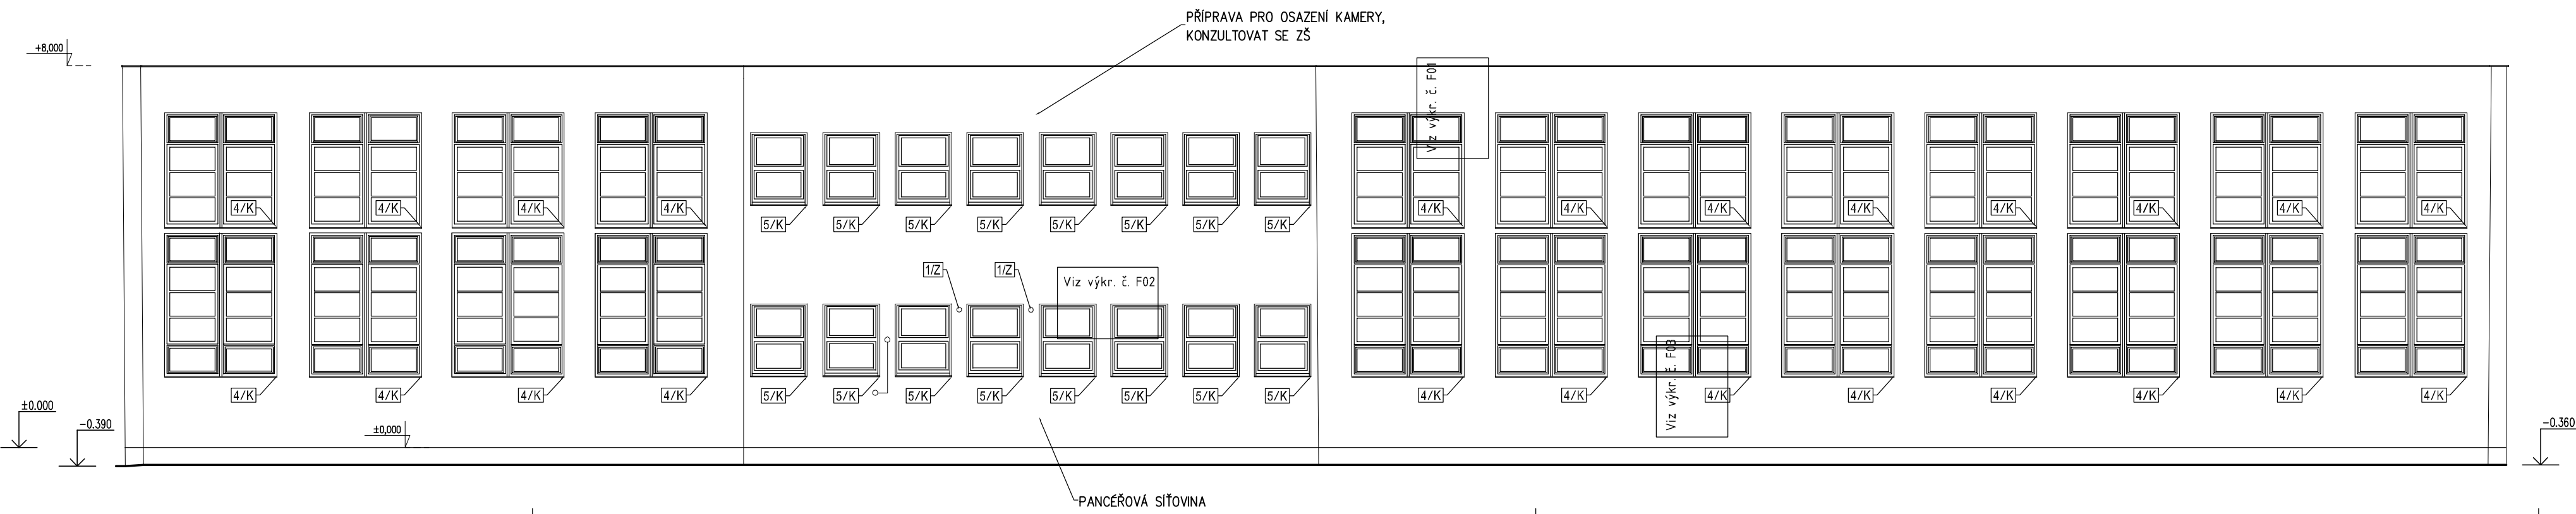 PŘÍPRAVA PRO OSAZENÍ KAMERY,
KONZULTOVAT SE ZŠ
+8,000
Viz výkr. č. F01
4/K 4/K 4/K 4/K 4/K 4/K 4/K 4/K 4/K 4/K 4/K 4/K
5/K 5/K 5/K 5/K 5/K 5/K 5/K 5/K
1/Z 1/Z
Viz výkr. č. F02
Viz výkr. č. F03
4/K 4/K 4/K 4/K 5/K 5/K 5/K 5/K 5/K 5/K 5/K 5/K 4/K 4/K 4/K 4/K 4/K 4/K 4/K 4/K
±0.000
-0.390
±0,000
-0.360
PANCÉŘOVÁ SÍŤOVINA